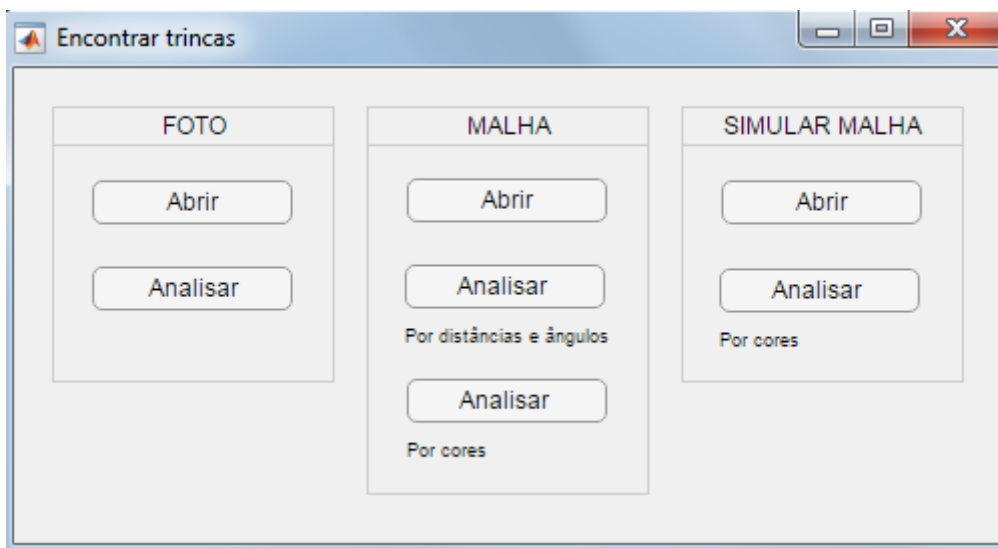 Encontrar trincas
FOTO
Abrir
Analisar
MALHA
Abrir
Analisar
Por distâncias e ângulos
Analisar
Por cores
SIMULAR MALHA
Abrir
Analisar
Por cores